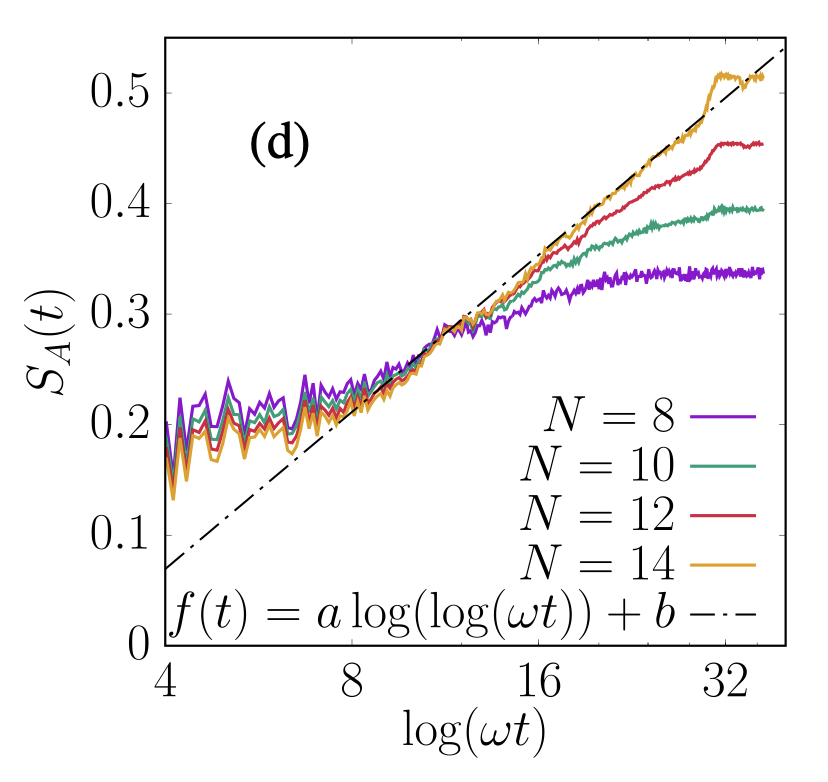 0.5
(d)
0.4
0.3
S_A(t)
0.2
N = 8
N = 10
0.1
N = 12
N = 14
f(t) = a log(log(ωt)) + b
0
4 8 16 32
log(ωt)